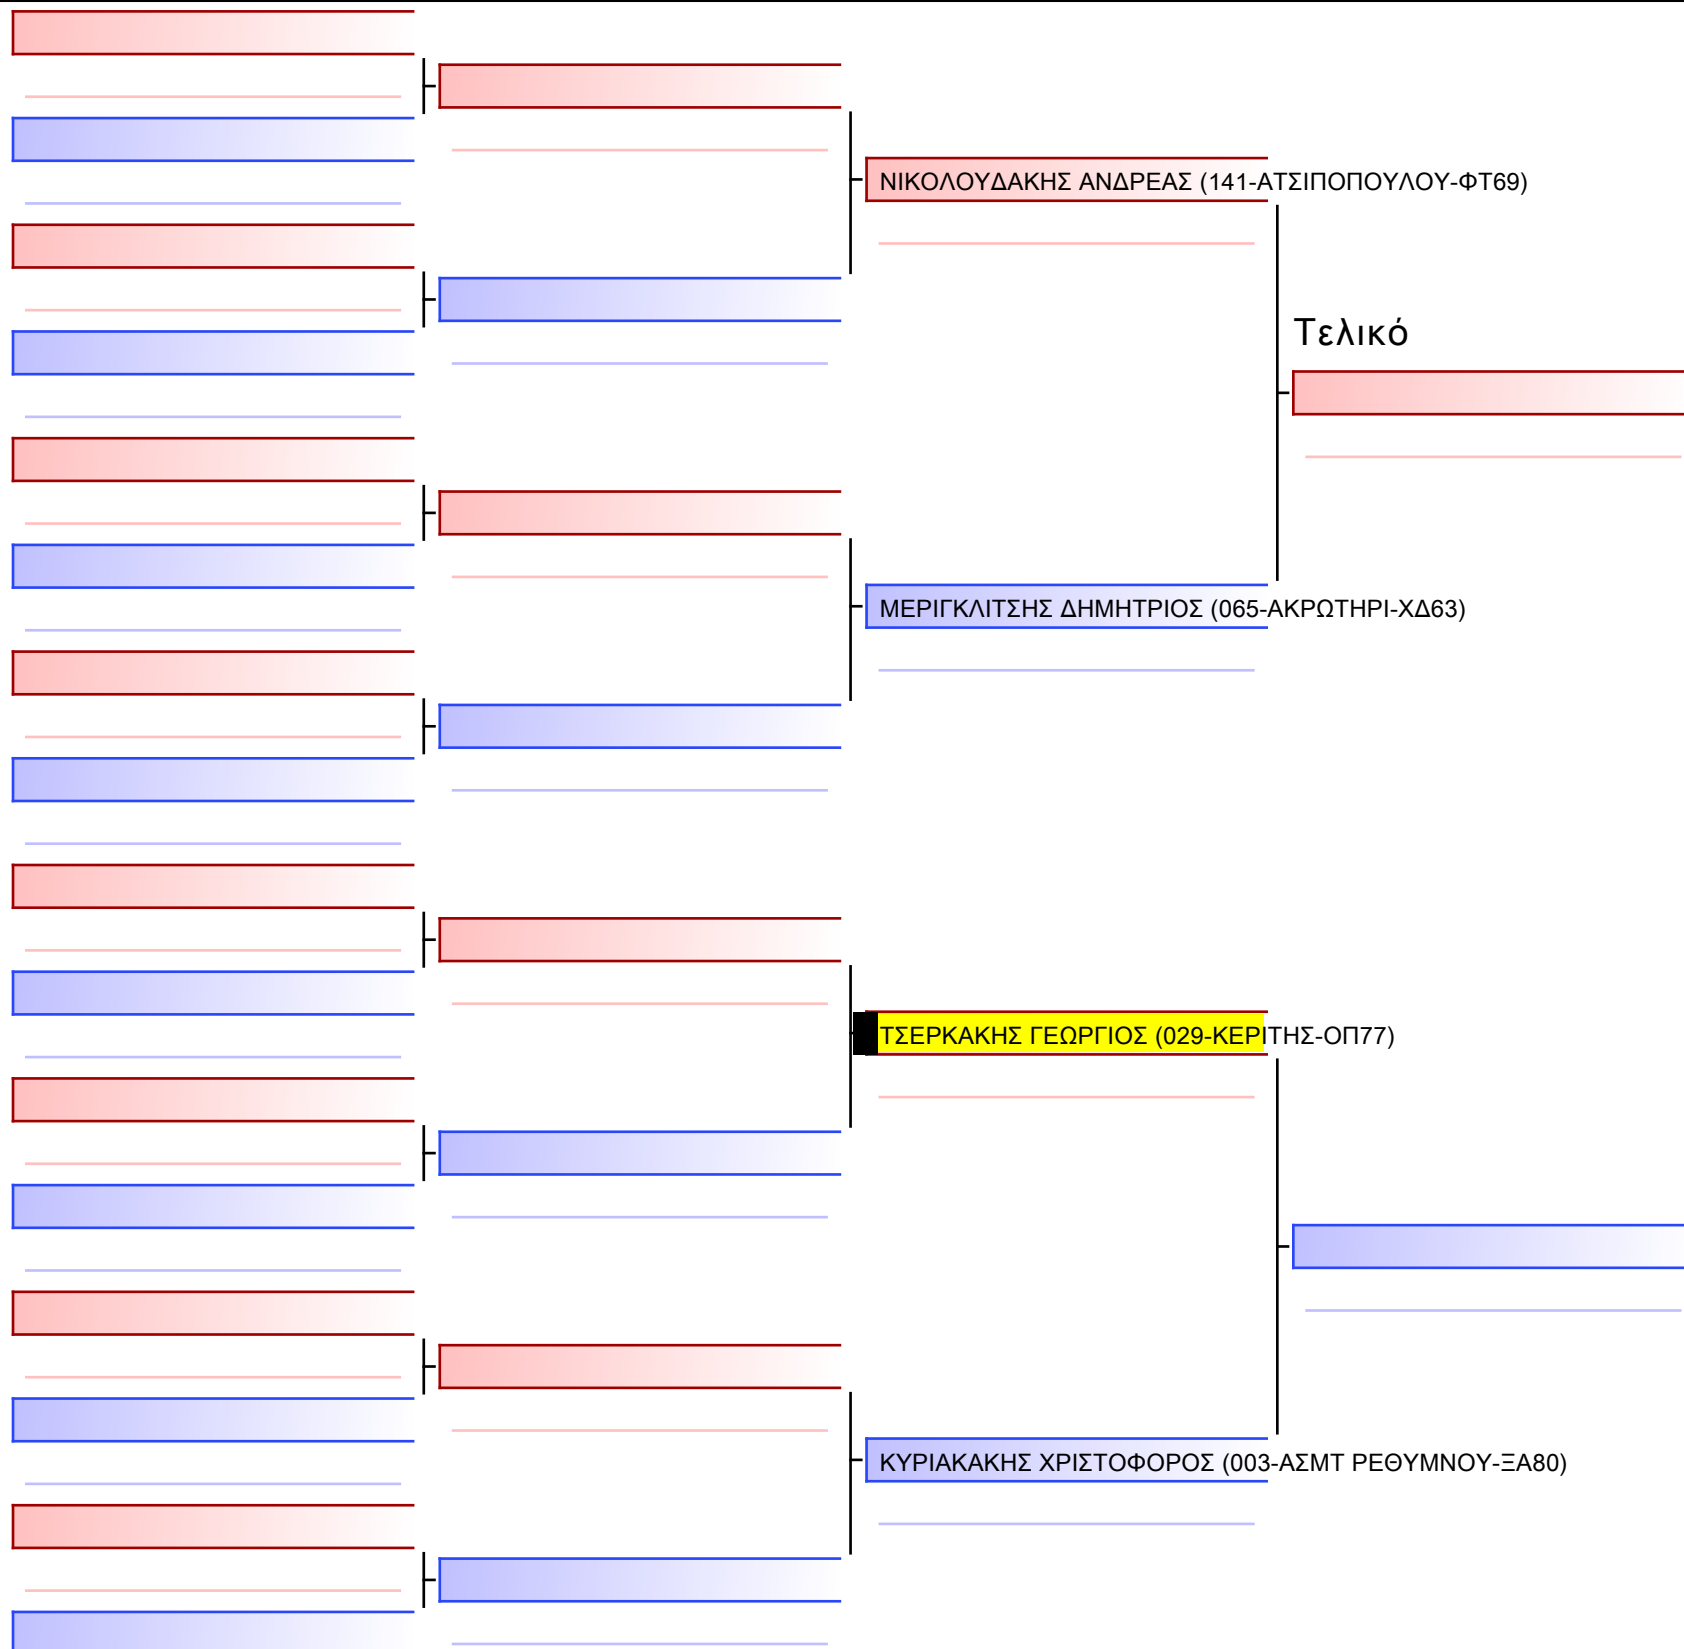 ΝΙΚΟΛΟΥΔΑΚΗΣ ΑΝΔΡΕΑΣ (141-ΑΤΣΙΠΟΠΟΥΛΟΥ-ΦΤ69)
Τελικό
ΜΕΡΙΓΚΛΙΤΣΗΣ ΔΗΜΗΤΡΙΟΣ (065-ΑΚΡΩΤΗΡΙ-ΧΔ63)
ΤΣΕΡΚΑΚΗΣ ΓΕΩΡΓΙΟΣ (029-ΚΕΡΙΤΗΣ-ΟΠ77)
ΚΥΡΙΑΚΑΚΗΣ ΧΡΙΣΤΟΦΟΡΟΣ (003-ΑΣΜΤ ΡΕΘΥΜΝΟΥ-ΞΑ80)